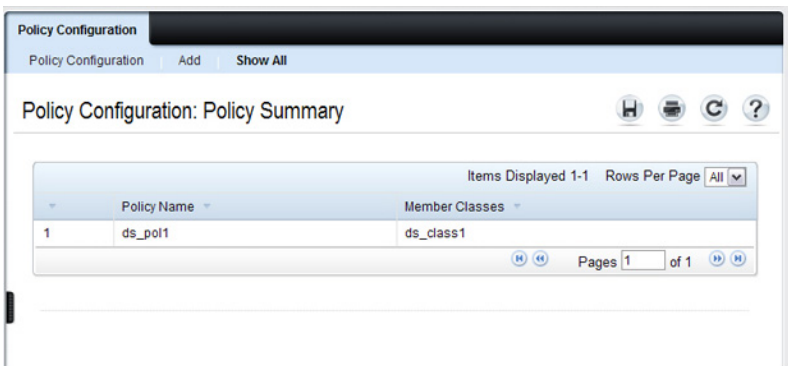 Policy Configuration
Policy Configuration Add Show All
Policy Configuration: Policy Summary
Items Displayed 1-1 Rows Per Page All
Policy Name Member Classes
1 ds_pol1 ds_class1
Pages 1 of 1